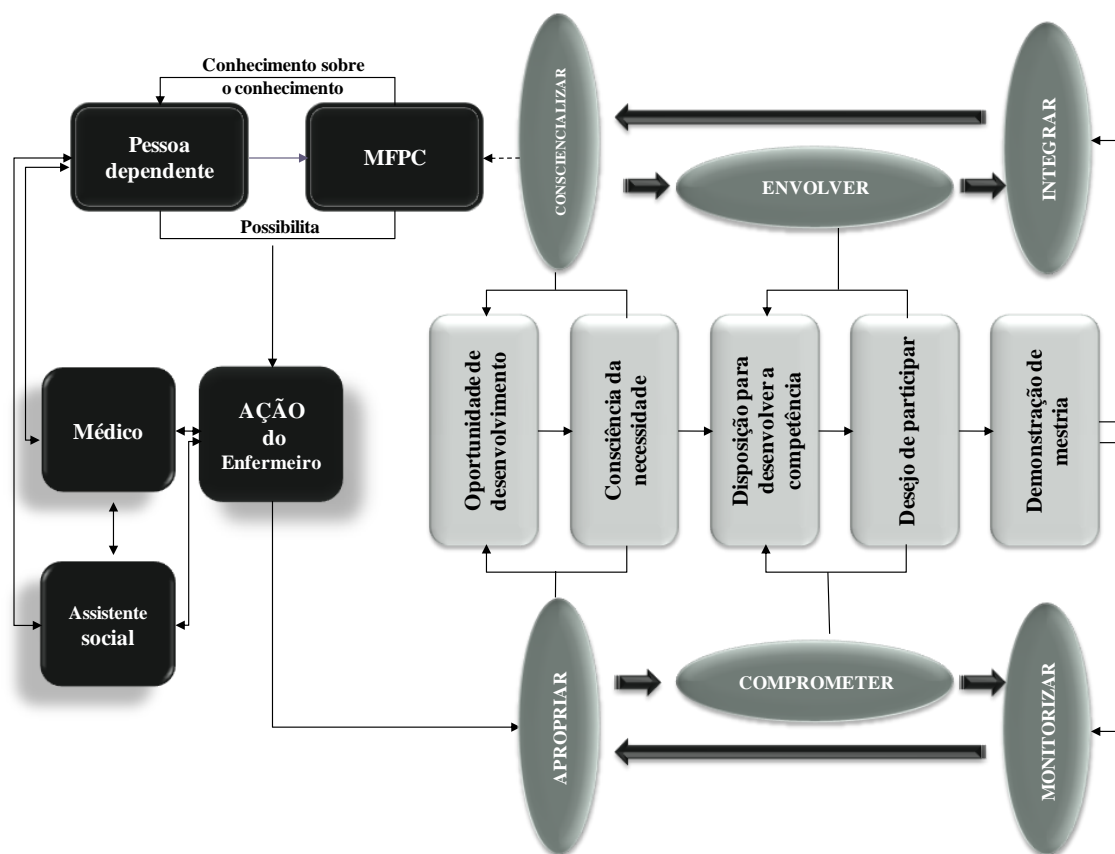 Conhecimento sobre
o conhecimento
Pessoa
dependente
MFPC
Possibilita
CONSCIENCIALIZAR
ENVOLVER
INTEGRAR
Médico
AÇÃO
do
Enfermeiro
Assistente
social
Oportunidade de
desenvolvimento
Consciência da
necessidade
Disposição para
desenvolver a
competência
Desejo de participar
Demonstração de
mestria
APROPRIAR
COMPROMETER
MONITORIZAR